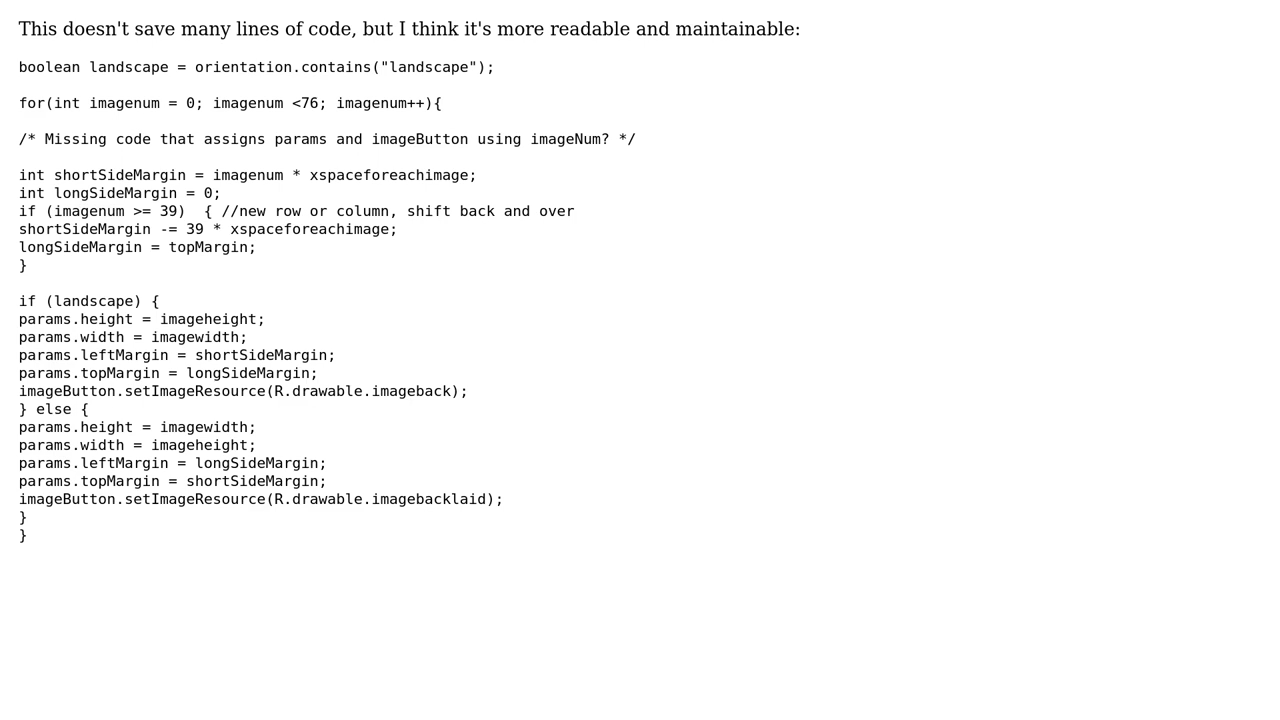 This doesn't save many lines of code, but I think it's more readable and maintainable:
boolean landscape = orientation.contains("landscape");
for(int imagenum = 0; imagenum <76; imagenum++){
/* Missing code that assigns params and imageButton using imageNum? */
int shortSideMargin = imagenum * xspaceforeachimage;
int longSideMargin = 0;
if (imagenum >= 39)  { //new row or column, shift back and over
shortSideMargin -= 39 * xspaceforeachimage;
longSideMargin = topMargin;
}
if (landscape) {
params.height = imageheight;
params.width = imagewidth;
params.leftMargin = shortSideMargin;
params.topMargin = longSideMargin;
imageButton.setImageResource(R.drawable.imageback);
} else {
params.height = imagewidth;
params.width = imageheight;
params.leftMargin = longSideMargin;
params.topMargin = shortSideMargin;
imageButton.setImageResource(R.drawable.imagebacklaid);
}
}